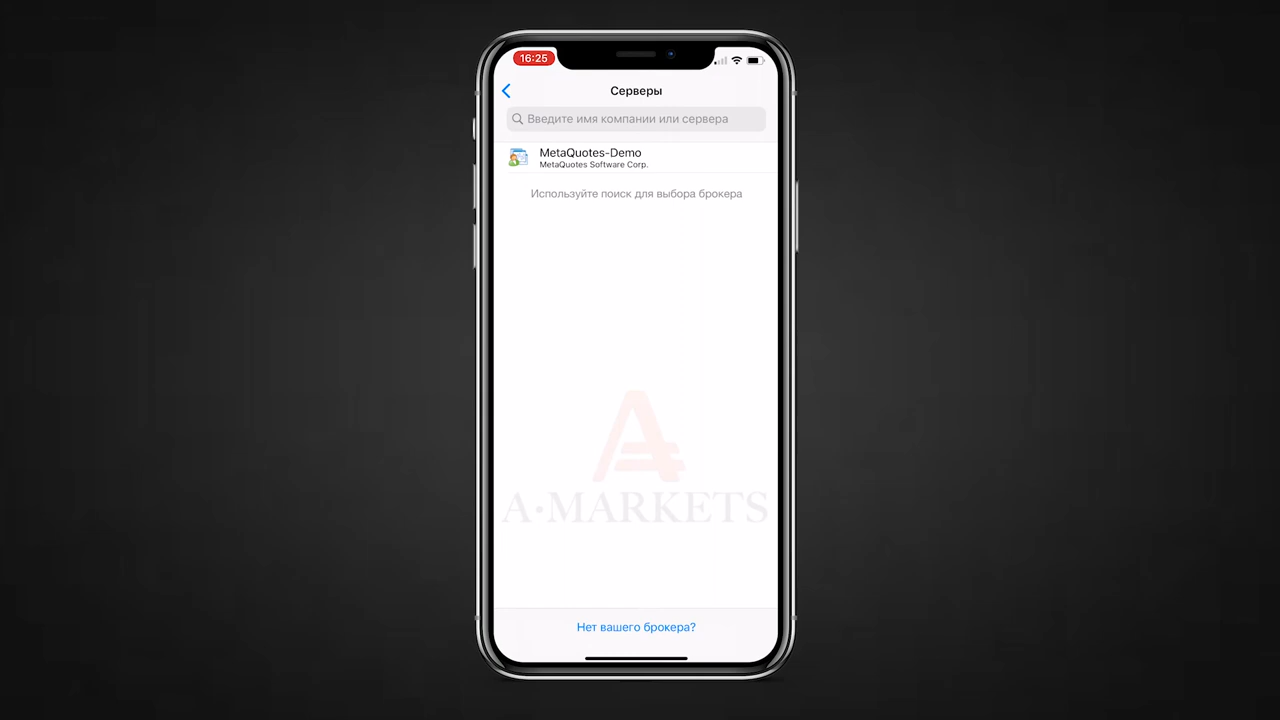 16:25
Серверы
Введите имя компании или сервера
MetaQuotes-Demo
MetaQuotes Software Corp.
Используйте поиск для выбора брокера
A•MARKETS
Нет вашего брокера?